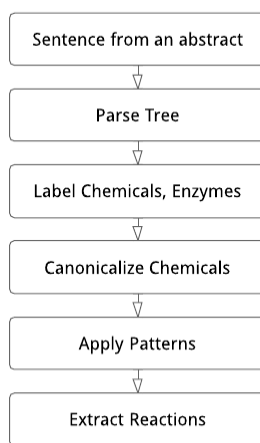 Sentence from an abstract
Parse Tree
Label Chemicals, Enzymes
Canonicalize Chemicals
Apply Patterns
Extract Reactions